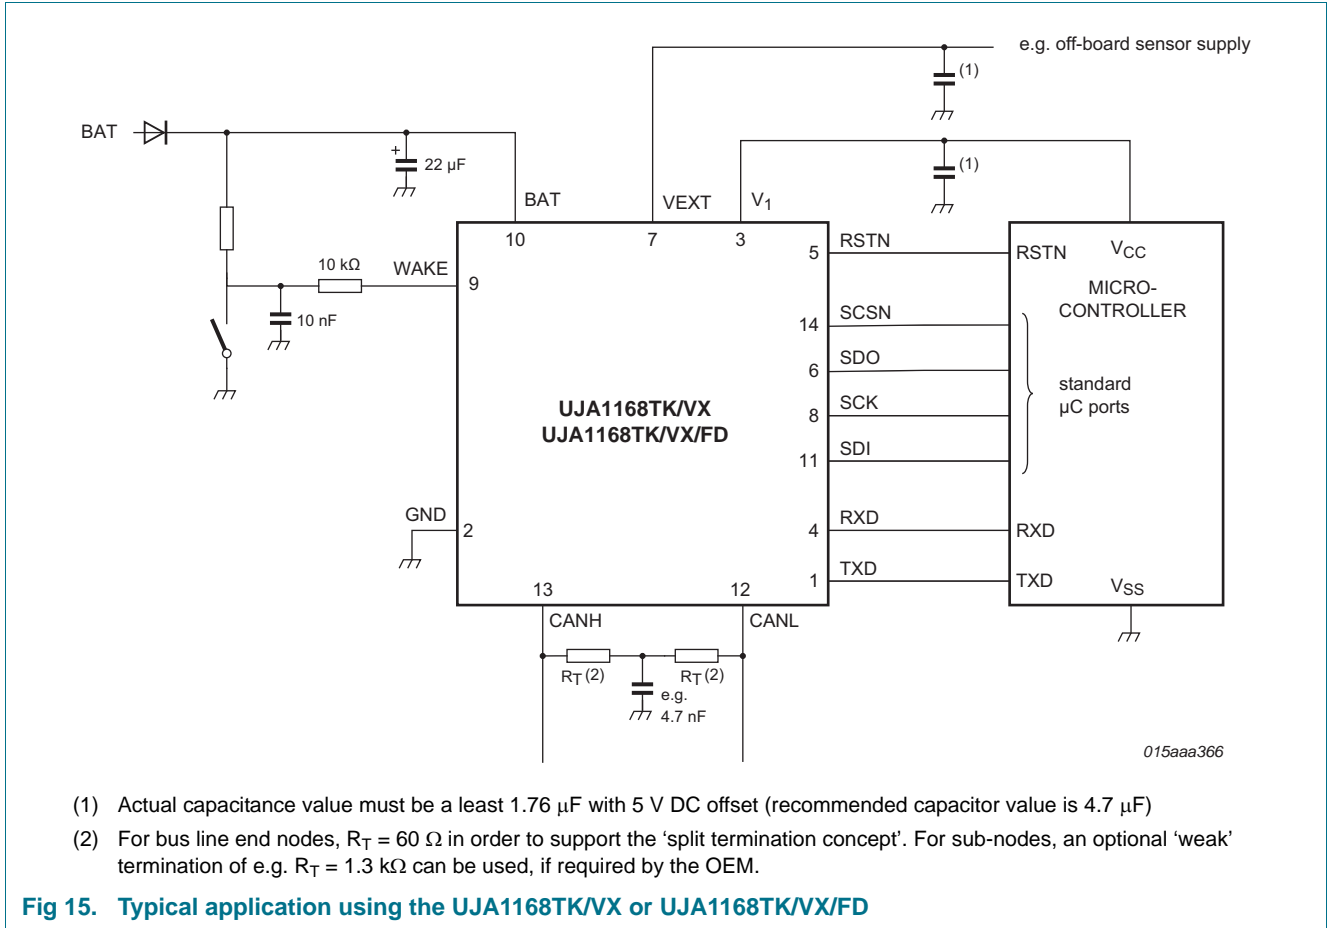 e.g. off-board sensor supply
(1)
BAT
+
22 µF
(1)
BAT
VEXT
V1
10
7
3
5
RSTN
RSTN
VCC
10 kΩ
WAKE
9
10 nF
MICRO-
CONTROLLER
14
SCSN
6
SDO
8
SCK
11
SDI
standard
µC ports
UJA1168TK/VX
UJA1168TK/VX/FD
GND
2
4
RXD
RXD
1
TXD
TXD
VSS
13
12
CANH
CANL
RT(2)
RT(2)
e.g.
4.7 nF
015aaa366
(1) Actual capacitance value must be a least 1.76 μF with 5 V DC offset (recommended capacitor value is 4.7 μF)
(2) For bus line end nodes, RT = 60 Ω in order to support the ‘split termination concept’. For sub-nodes, an optional ‘weak’
termination of e.g. RT = 1.3 kΩ can be used, if required by the OEM.
Fig 15. Typical application using the UJA1168TK/VX or UJA1168TK/VX/FD